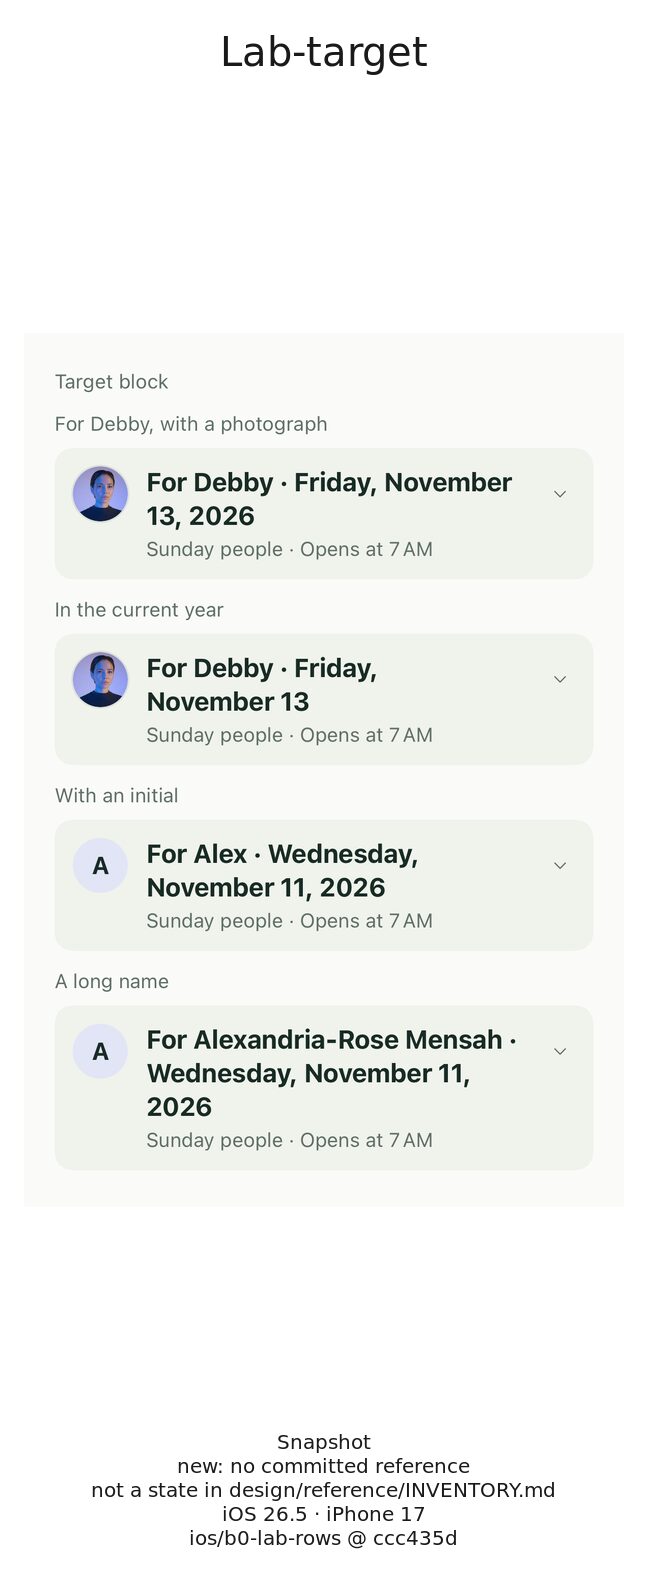 Lab-target
Target block
For Debby, with a photograph
For Debby · Friday, November
13, 2026
Sunday people · Opens at 7 AM
In the current year
For Debby · Friday,
November 13
Sunday people · Opens at 7 AM
With an initial
A
For Alex · Wednesday,
November 11, 2026
Sunday people · Opens at 7 AM
A long name
A
For Alexandria-Rose Mensah ·
Wednesday, November 11,
2026
Sunday people · Opens at 7 AM
Snapshot
new: no committed reference
not a state in design/reference/INVENTORY.md
iOS 26.5 · iPhone 17
ios/b0-lab-rows @ ccc435d